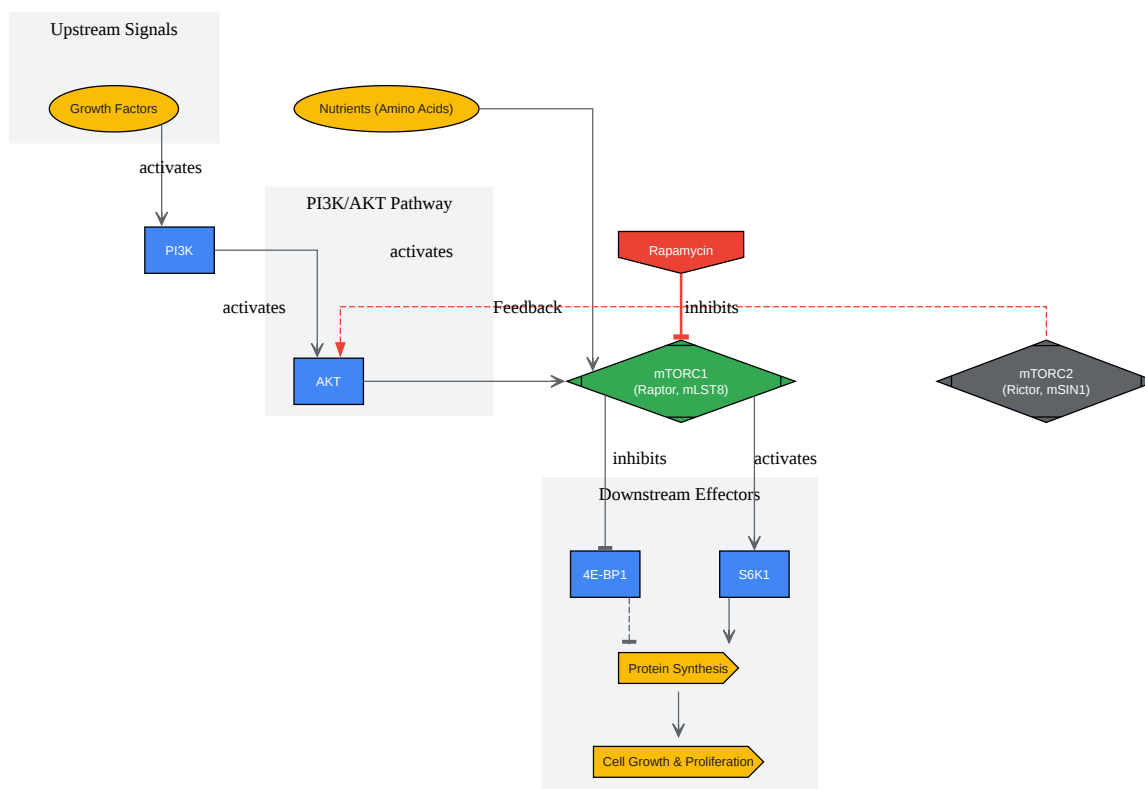 Upstream Signals
Growth Factors
Nutrients (Amino Acids)
activates
PI3K/AKT Pathway
PI3K
activates
Rapamycin
activates
Feedback
inhibits
AKT
mTORC1
(Raptor, mLST8)
mTORC2
(Rictor, mSIN1)
inhibits
activates
Downstream Effectors
4E-BP1
S6K1
Protein Synthesis
Cell Growth & Proliferation